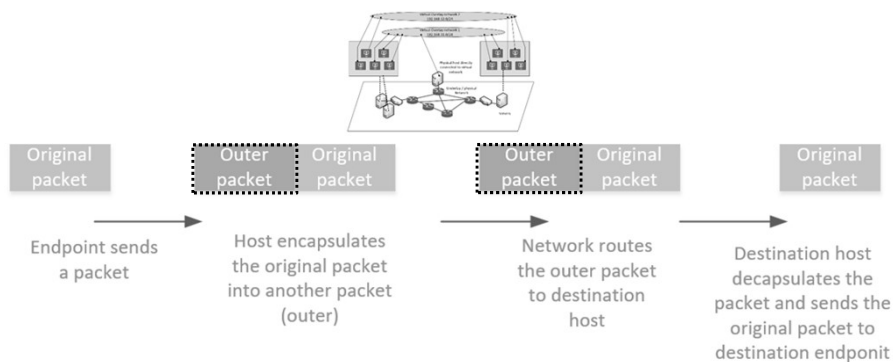 Original
packet
Outer
packet
Original
packet
Outer
packet
Original
packet
Original
packet
Endpoint sends
a packet
Host encapsulates
the original packet
into another packet
(outer)
Network routes
the outer packet
to destination
host
Destination host
decapsulates the
packet and sends the
original packet to
destination endponit